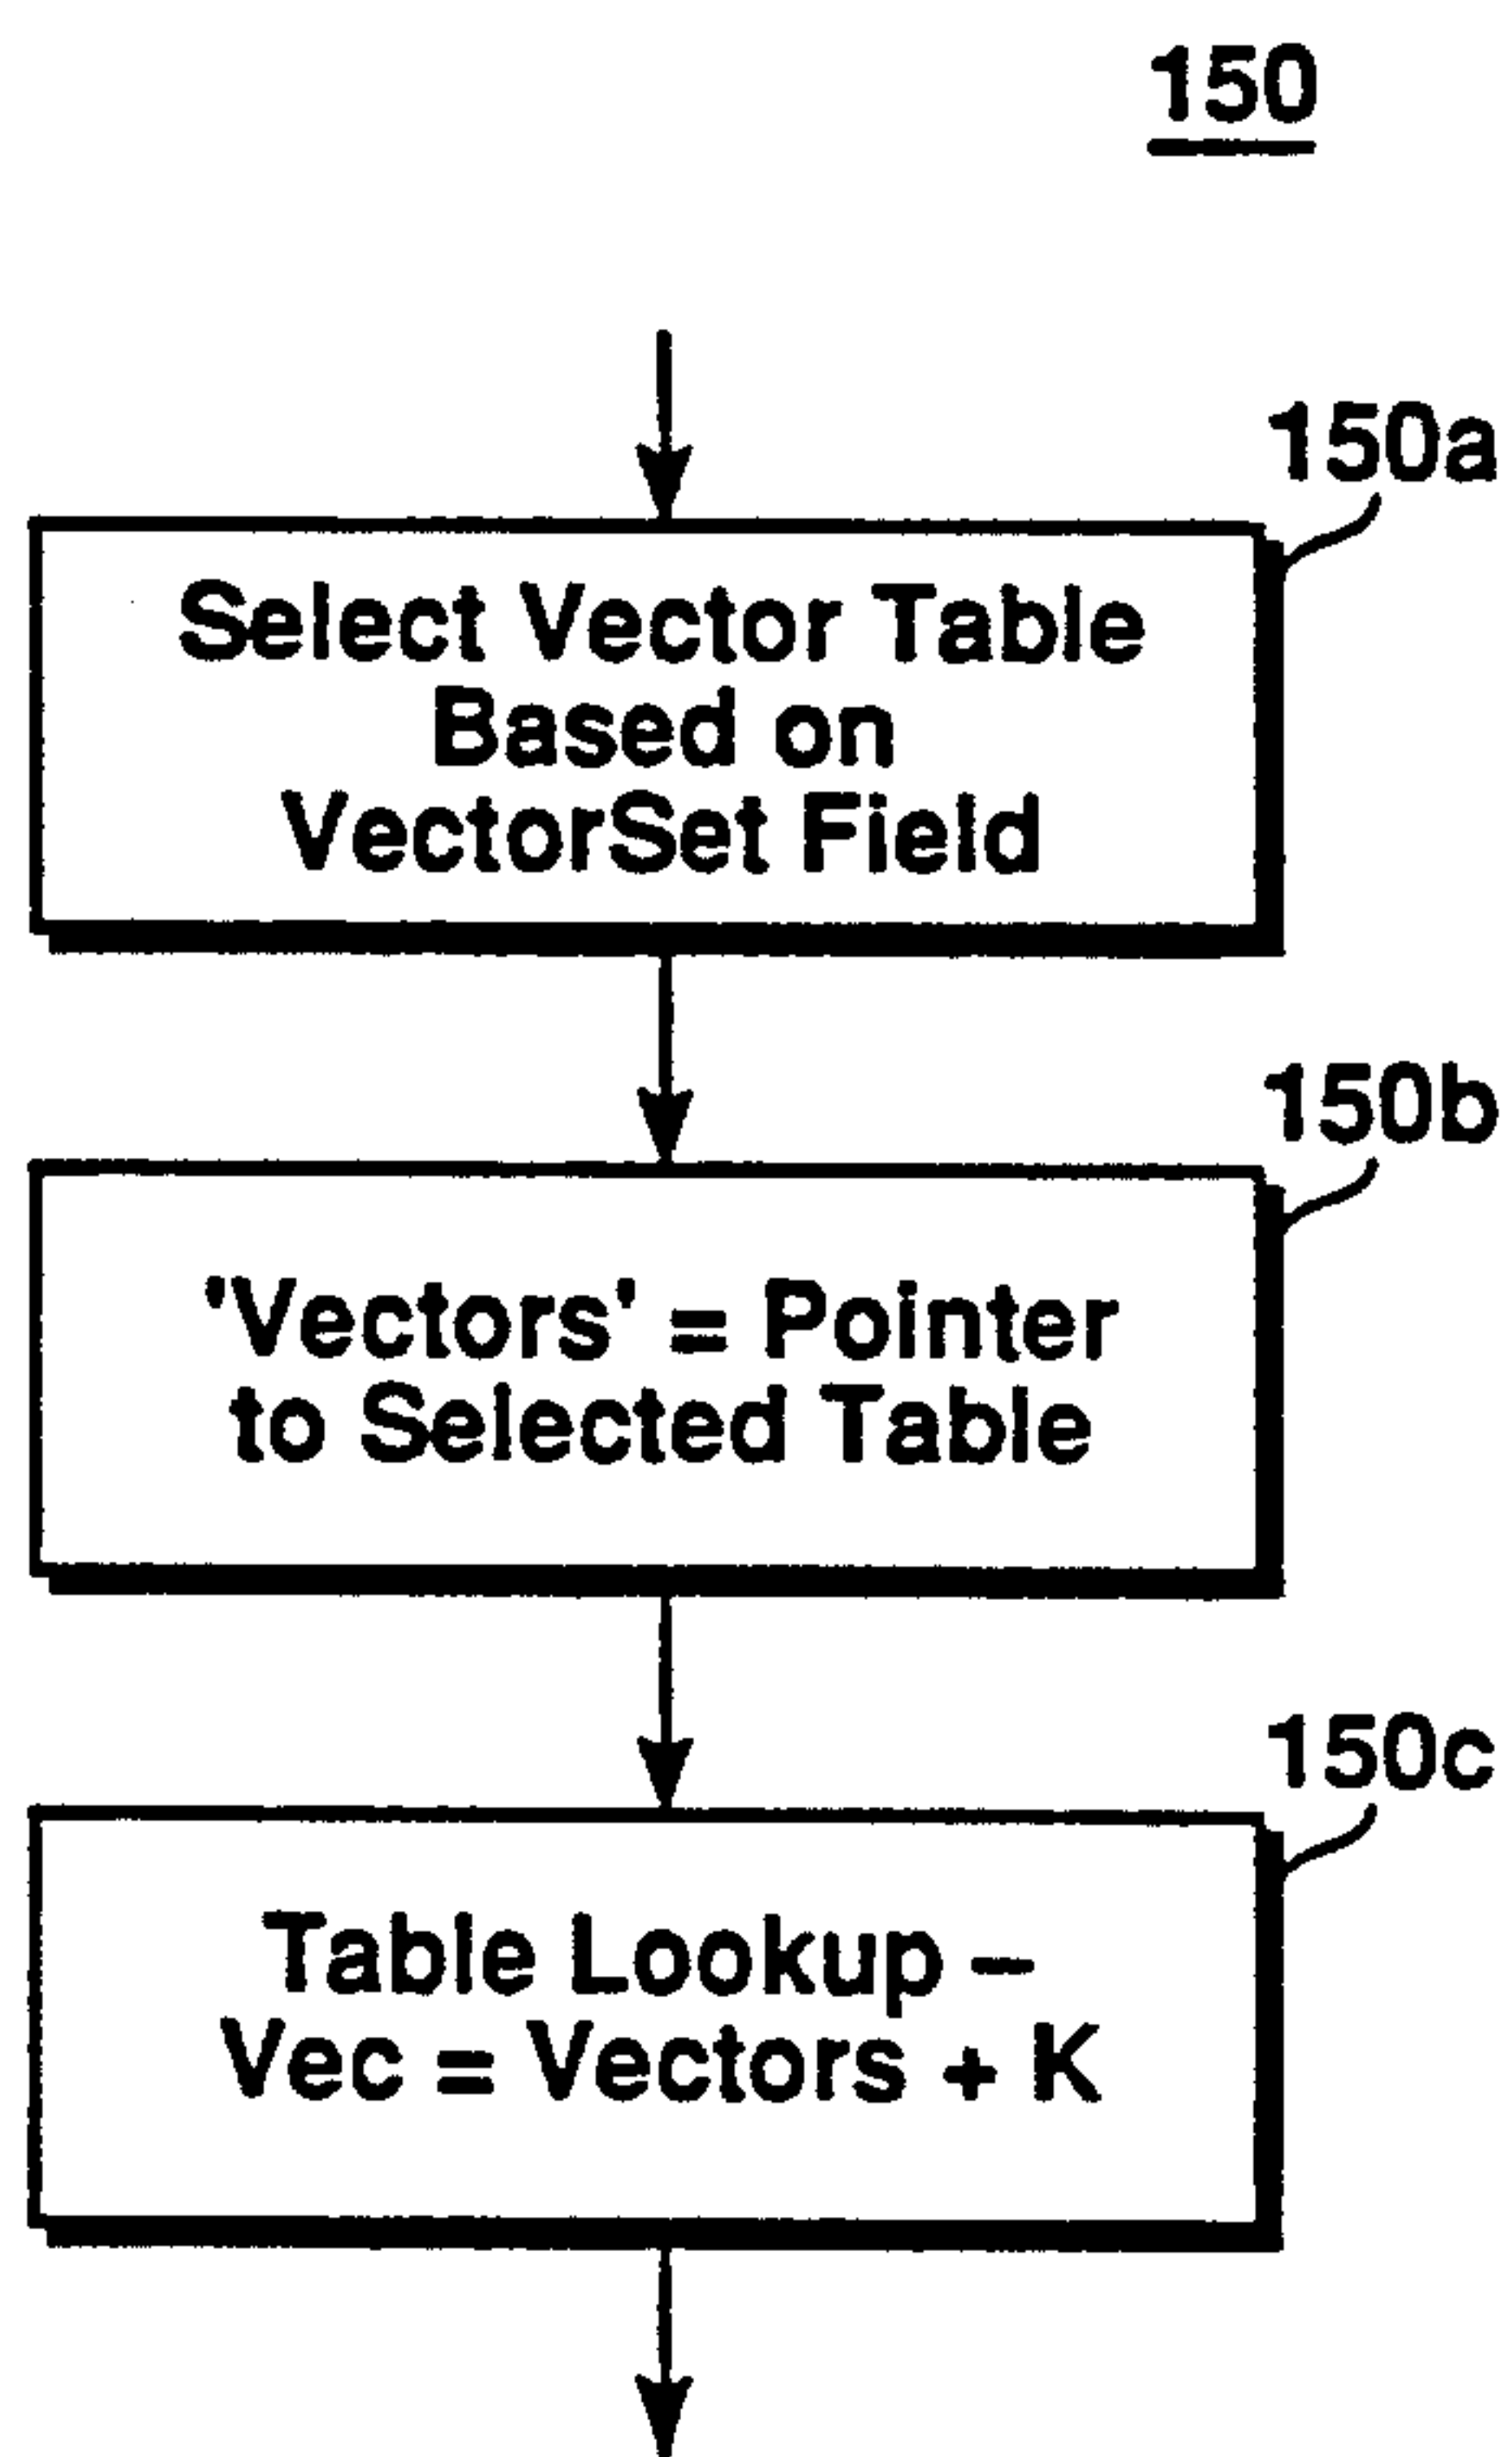 150
150a
Select Vector Table
Based on
VectorSet Field
150b
'Vectors' = Pointer
to Selected Table
150c
Table Lookup –
Vec = Vectors + K